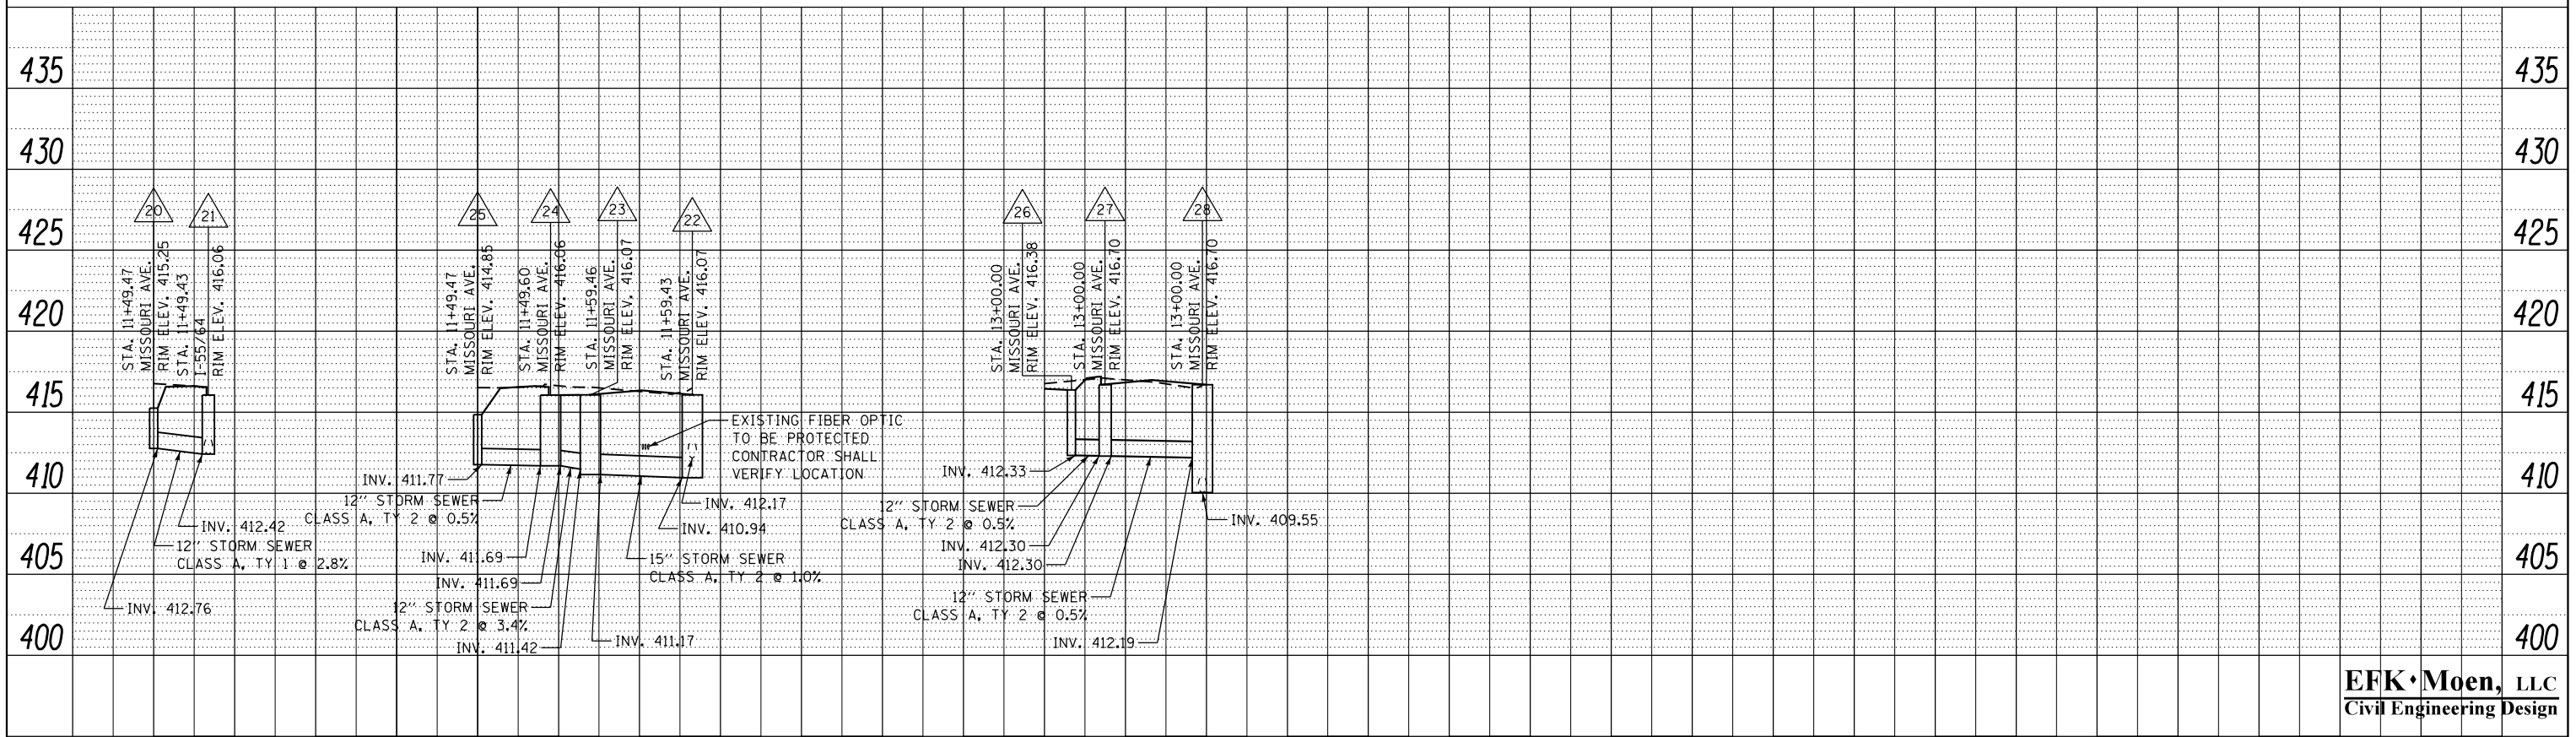 435
435
430
430
425
425
420
420
415
415
410
410
405
405
400
400
20
21
STA. 11+49.47
MISSOURI AVE.
RIM ELEV. 415.25
STA. 11+49.43
I-55/64
RIM ELEV. 416.06
INV. 412.42
12'' STORM SEWER
CLASS A, TY 1 @ 2.8%
INV. 412.76
25
24
23
22
STA. 11+49.47
MISSOURI AVE.
RIM ELEV. 414.85
STA. 11+49.60
MISSOURI AVE.
RIM ELEV. 416.06
STA. 11+59.46
MISSOURI AVE.
RIM ELEV. 416.07
STA. 11+59.43
MISSOURI AVE.
RIM ELEV. 416.07
EXISTING FIBER OPTIC
TO BE PROTECTED
CONTRACTOR SHALL
VERIFY LOCATION
INV. 411.77
12'' STORM SEWER
CLASS A, TY 2 @ 0.5%
INV. 411.69
INV. 411.69
12'' STORM SEWER
CLASS A, TY 2 @ 3.4%
INV. 411.42
INV. 412.17
INV. 410.94
15'' STORM SEWER
CLASS A, TY 2 @ 1.0%
INV. 411.17
26
27
28
STA. 13+00.00
MISSOURI AVE.
RIM ELEV. 416.38
STA. 13+00.00
MISSOURI AVE.
RIM ELEV. 416.70
STA. 13+00.00
MISSOURI AVE.
RIM ELEV. 416.70
INV. 412.33
12'' STORM SEWER
CLASS A, TY 2 @ 0.5%
INV. 412.30
INV. 412.30
12'' STORM SEWER
CLASS A, TY 2 @ 0.5%
INV. 412.19
INV. 409.55
EFK•Moen, LLC
Civil Engineering Design